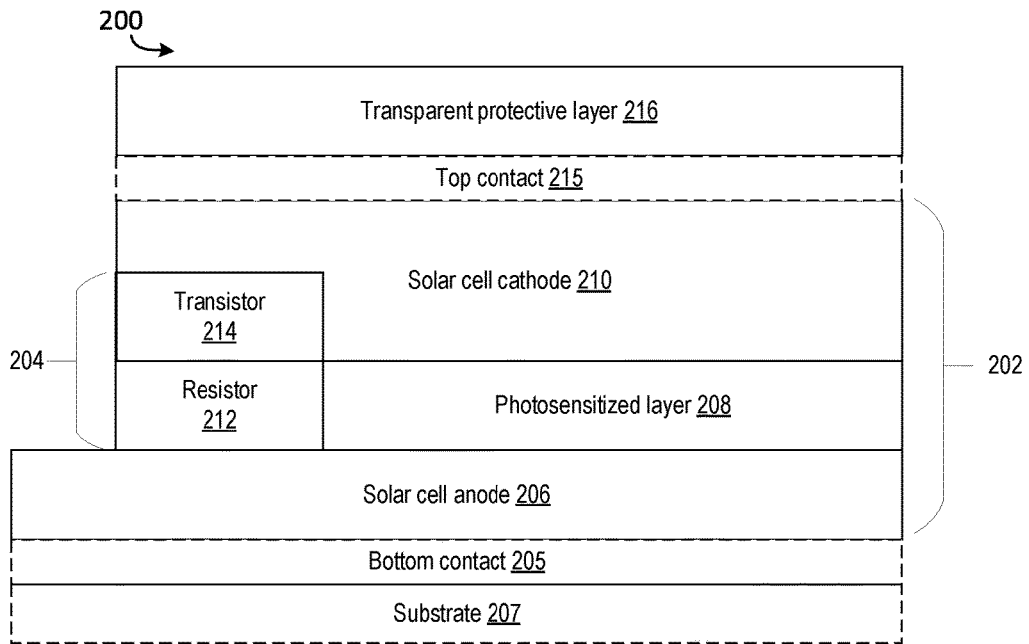 200
Transparent protective layer 216
Top contact 215
Solar cell cathode 210
Transistor
214
204
202
Resistor
212
Photosensitized layer 208
Solar cell anode 206
Bottom contact 205
Substrate 207